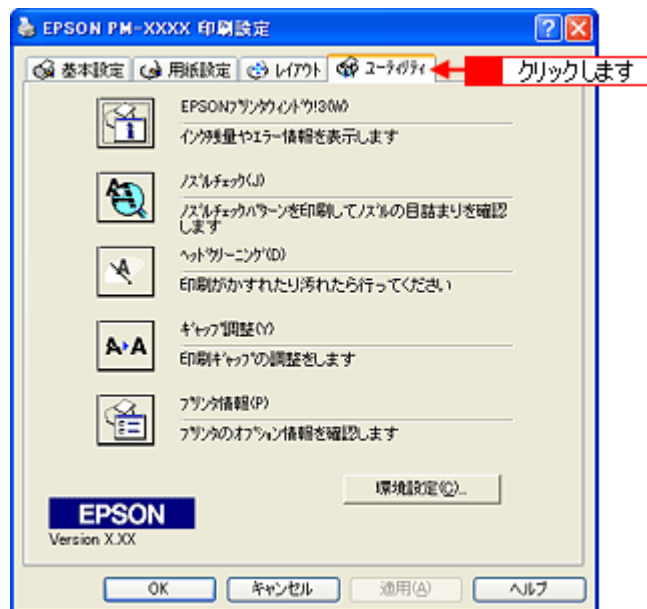 EPSON PM-XXXX 印刷設定
基本設定 用紙設定 レイアウト ユーティリティ クリックします
EPSONプリンタウィンドウ!3(W)
インク残量やエラー情報を表示します
ノズルチェック(J)
ノズルチェックパターンを印刷してノズルの目詰まりを確認
します
ヘッドクリーニング(D)
印刷がかすれたり汚れたら行ってください
ギャップ調整(Y)
印刷ギャップの調整をします
プリンタ情報(P)
プリンタのオプション情報を確認します
環境設定(C)...
EPSON
Version X.XX
OK キャンセル 適用(A) ヘルプ